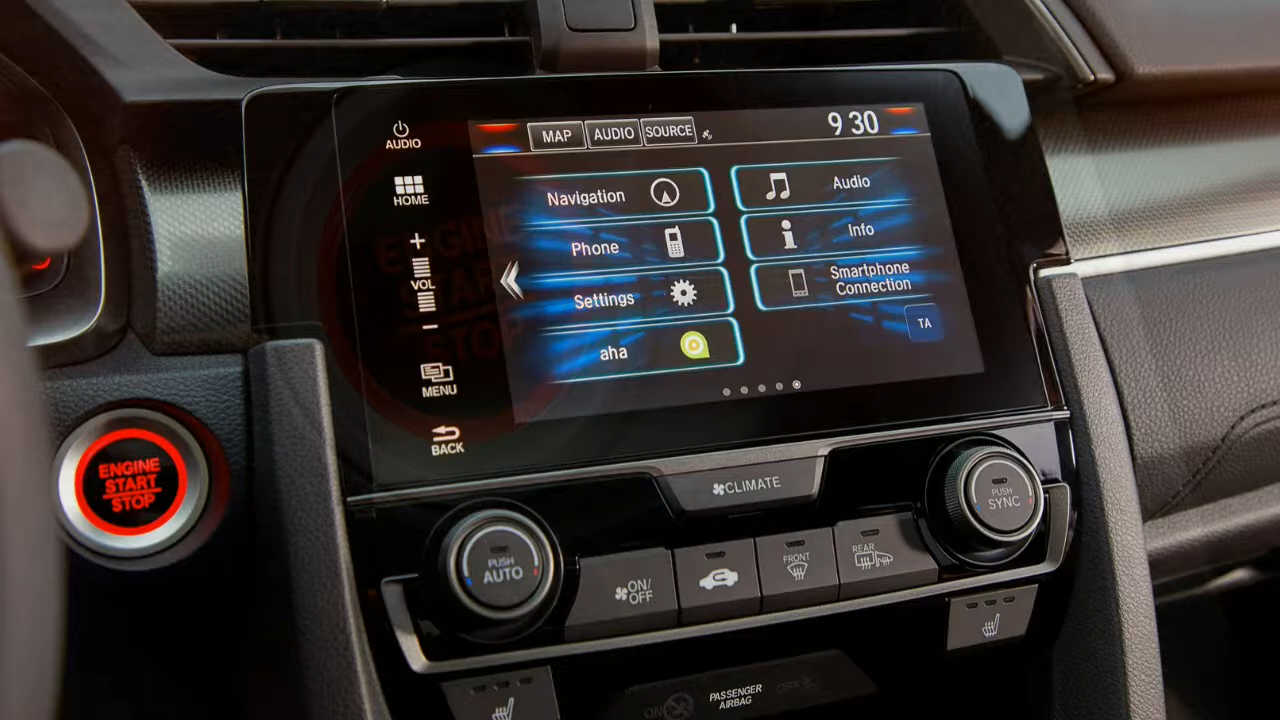 AUDIO
HOME
+
VOL
-
MENU
BACK
MAP AUDIO SOURCE 9 30
Navigation
Phone
Settings
aha
Audio
Info
Smartphone
Connection
TA
ENGINE
START
STOP
CLIMATE
PUSH
AUTO
ON/
OFF
FRONT
REAR
PUSH
SYNC
ON
PASSENGER
AIRBAG